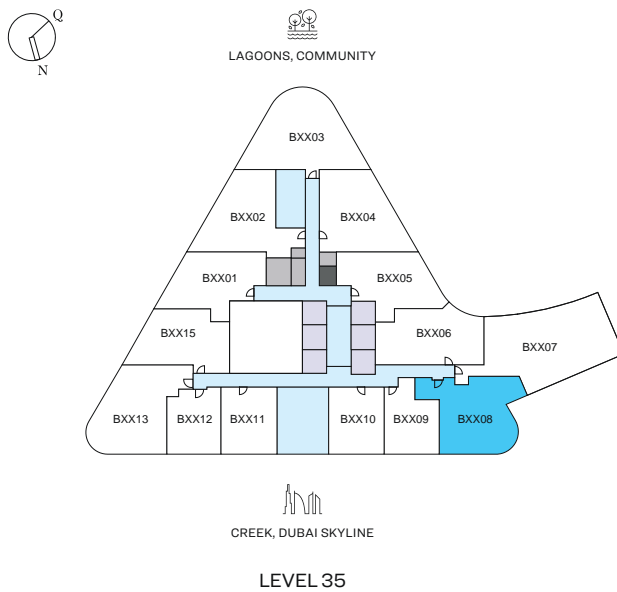 Q
N
LAGOONS, COMMUNITY
BXX03
BXX02
BXX04
BXX01
BXX05
BXX15
BXX06
BXX07
BXX13
BXX12
BXX11
BXX10
BXX09
BXX08
CREEK, DUBAI SKYLINE
LEVEL 35